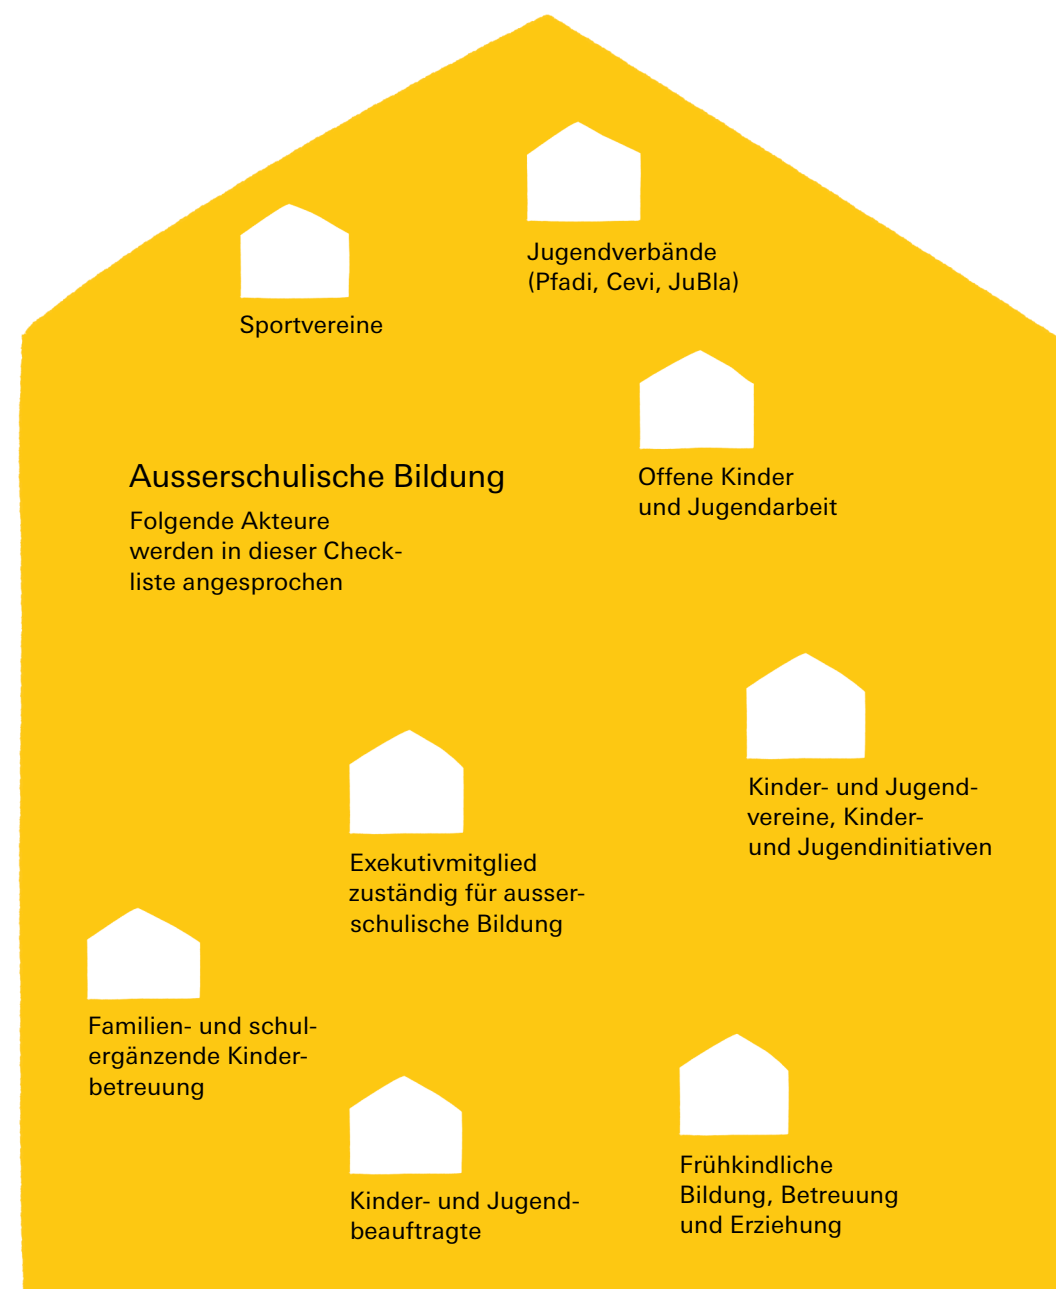 Jugendverbände
(Pfadi, Cevi, JuBla)
Sportvereine
Ausserschulische Bildung
Folgende Akteure
werden in dieser Check-
liste angesprochen
Offene Kinder
und Jugendarbeit
Kinder- und Jugend-
vereine, Kinder-
und Jugendinitiativen
Exekutivmitglied
zuständig für ausser-
schulische Bildung
Familien- und schul-
ergänzende Kinder-
betreuung
Kinder- und Jugend-
beauftragte
Frühkindliche
Bildung, Betreuung
und Erziehung